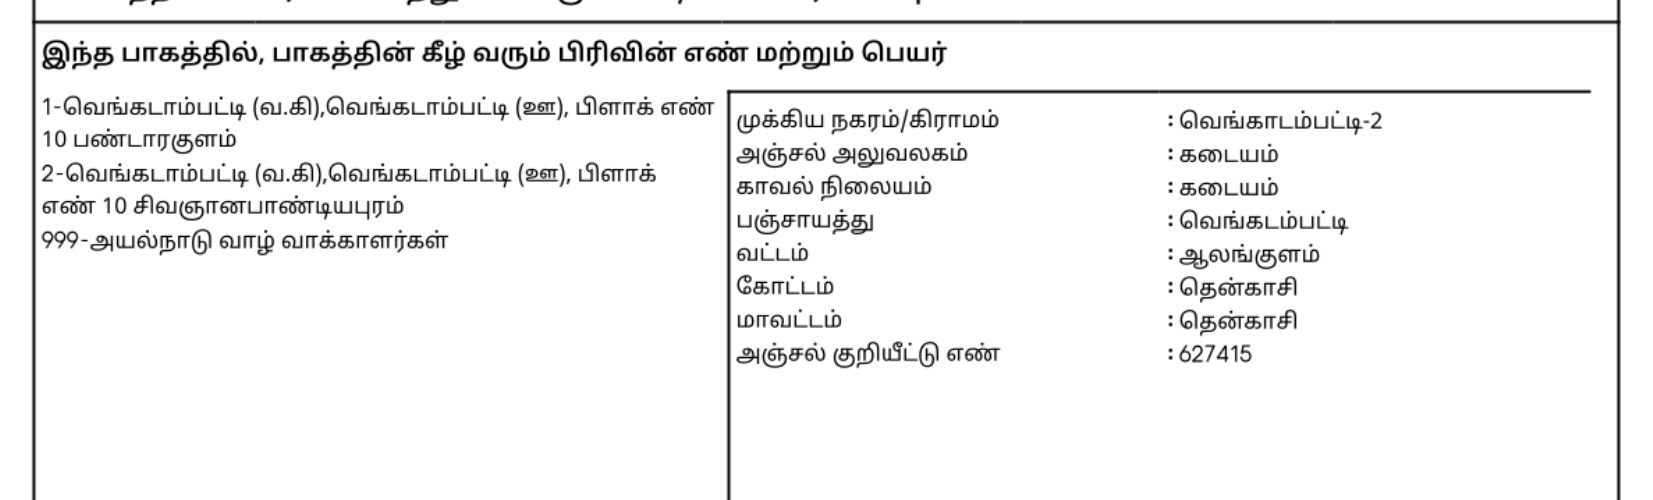 இந்த பாகத்தில், பாகத்தின் கீழ் வரும் பிரிவின் எண் மற்றும் பெயர்
1-வெங்கடாம்பட்டி (வ.கி),வெங்கடாம்பட்டி (ஊ), பிளாக் எண்
10 பண்டாரகுளம்
2-வெங்கடாம்பட்டி (வ.கி),வெங்கடாம்பட்டி (ஊ), பிளாக்
எண் 10 சிவஞானபாண்டியபுரம்
999-அயல்நாடு வாழ் வாக்காளர்கள்
முக்கிய நகரம்/கிராமம் : வெங்காடம்பட்டி-2
அஞ்சல் அலுவலகம் : கடையம்
காவல் நிலையம் : கடையம்
பஞ்சாயத்து : வெங்கடம்பட்டி
வட்டம் : ஆலங்குளம்
கோட்டம் : தென்காசி
மாவட்டம் : தென்காசி
அஞ்சல் குறியீட்டு எண் : 627415